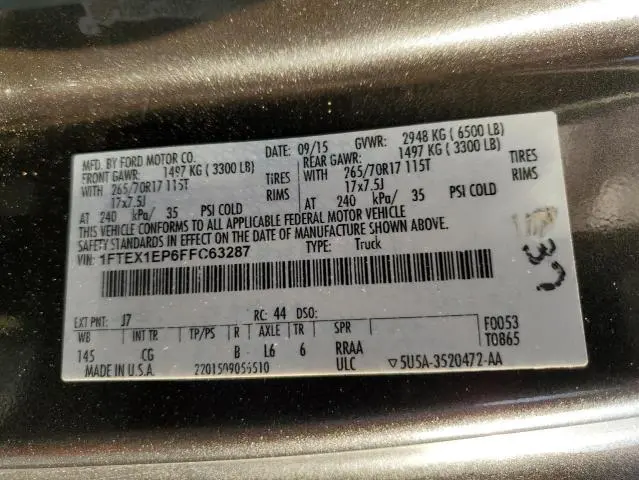 MFD. BY FORD MOTOR CO. DATE: 09/15 GVWR: 2948 KG ( 6500 LB)
FRONT GAWR: 1497 KG ( 3300 LB) REAR GAWR: 1497 KG ( 3300 LB)
WITH 265/70R17 115T TIRES WITH 265/70R17 115T TIRES
17x7.5J RIMS 17x7.5J RIMS
AT 240 kPa/ 35 PSI COLD AT 240 kPa/ 35 PSI COLD
THIS VEHICLE CONFORMS TO ALL APPLICABLE FEDERAL MOTOR VEHICLE
SAFETY STANDARDS IN EFFECT ON THE DATE OF MANUFACTURE SHOWN ABOVE.
VIN: 1FTEX1EP6FFC63287 TYPE: Truck
EXT PNT: J7 RC: 44 DSO:
WB INT TR TP/PS R AXLE TR SPR F0053
T0865
145 CG B L6 6 RRAA
MADE IN U.S.A. ULC ▽5U5A-3520472-AA